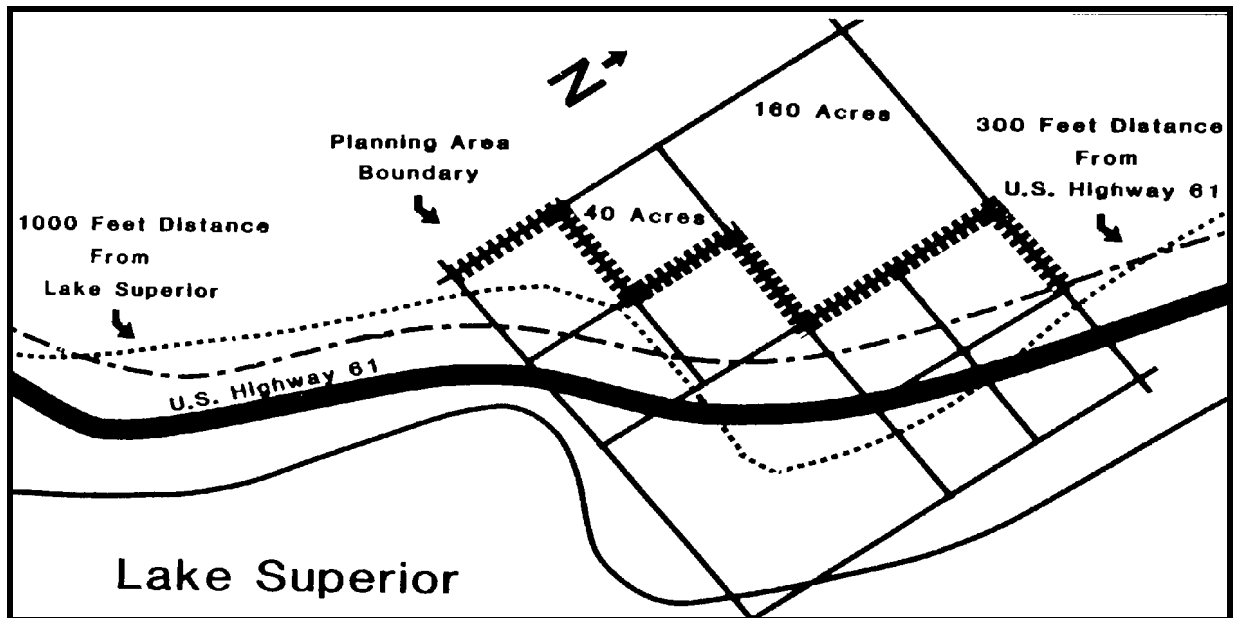 N
160 Acres
Planning Area
Boundary
300 Feet Distance
From
U.S. Highway 61
40 Acres
1000 Feet Distance
From
Lake Superior
U.S. Highway 61
Lake Superior